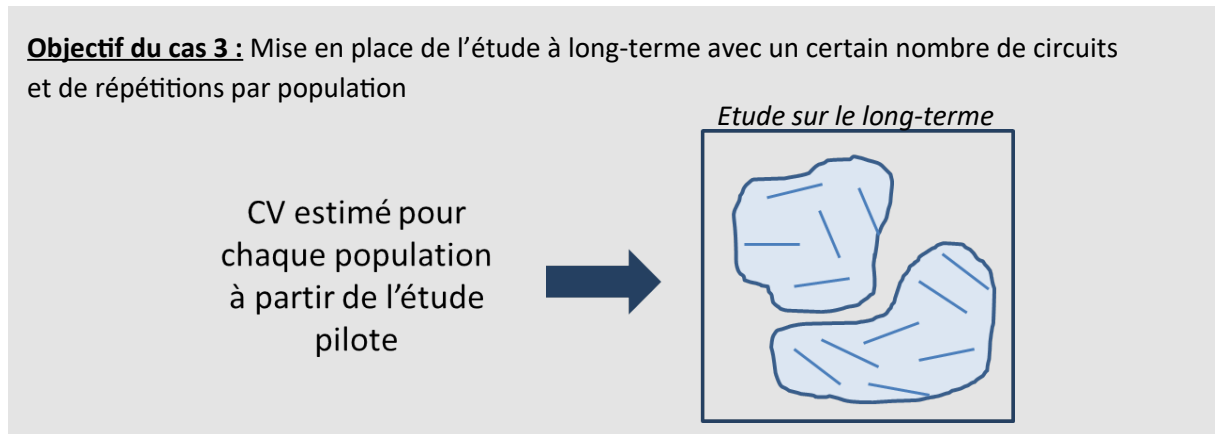 Objectif du cas 3 : Mise en place de l’étude à long-terme avec un certain nombre de circuits
et de répétitions par population
Etude sur le long-terme
CV estimé pour
chaque population
à partir de l’étude
pilote